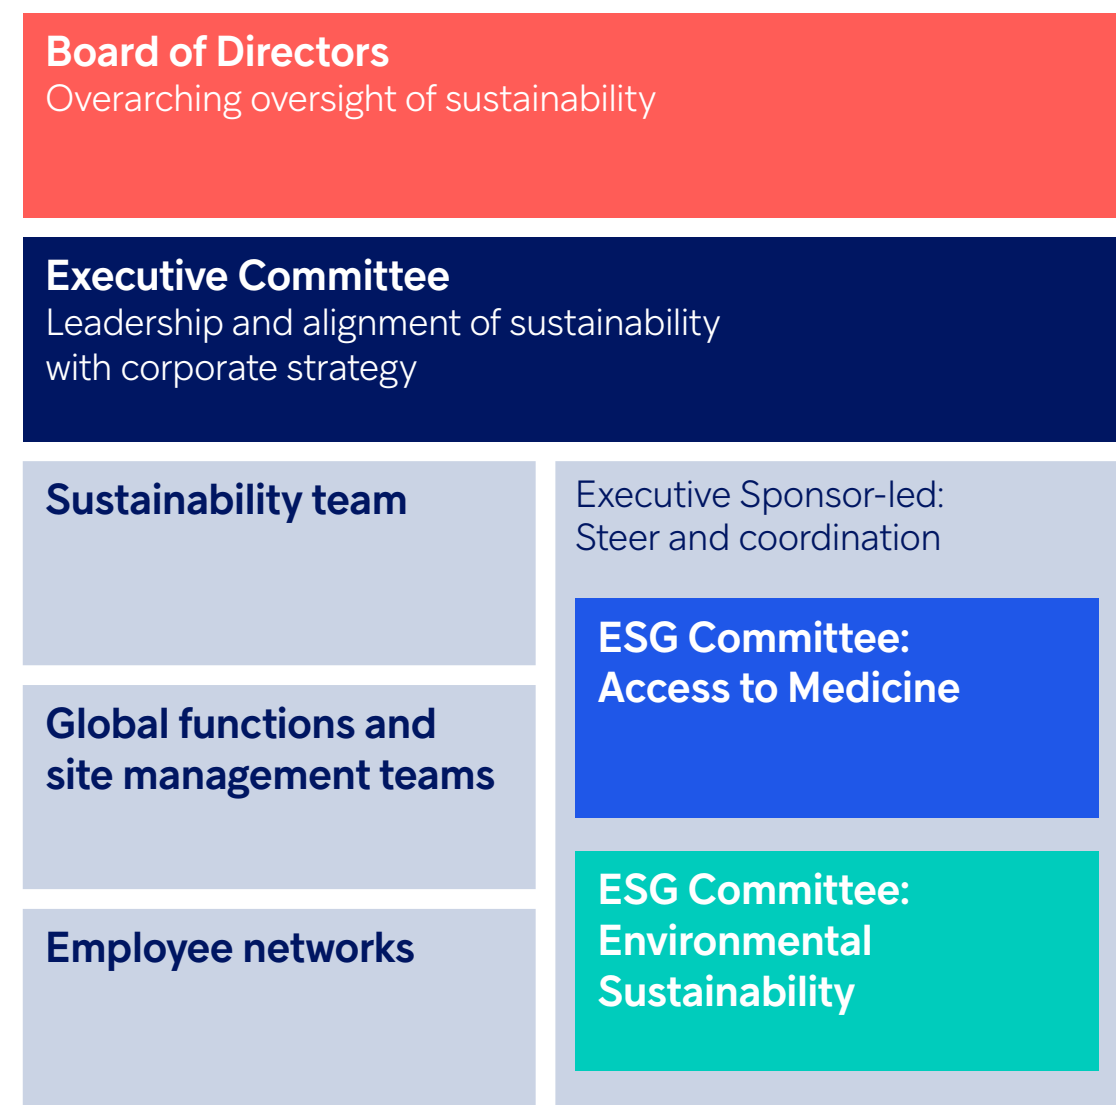 Board of Directors
Overarching oversight of sustainability
Executive Committee
Leadership and alignment of sustainability
with corporate strategy
Sustainability team
Global functions and
site management teams
Employee networks
Executive Sponsor-led:
Steer and coordination
ESG Committee:
Access to Medicine
ESG Committee:
Environmental
Sustainability